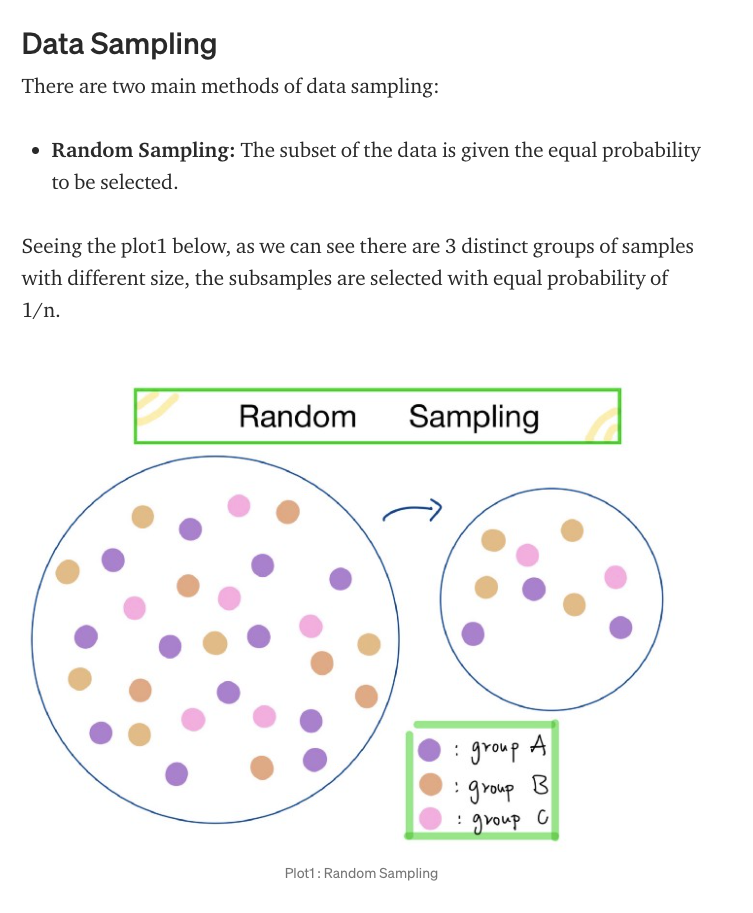 Data Sampling
There are two main methods of data sampling:
• Random Sampling: The subset of the data is given the equal probability
to be selected.
Seeing the plot1 below, as we can see there are 3 distinct groups of samples
with different size, the subsamples are selected with equal probability of
1/n.
Random Sampling
: group A
: group B
: group C
Plot1 : Random Sampling